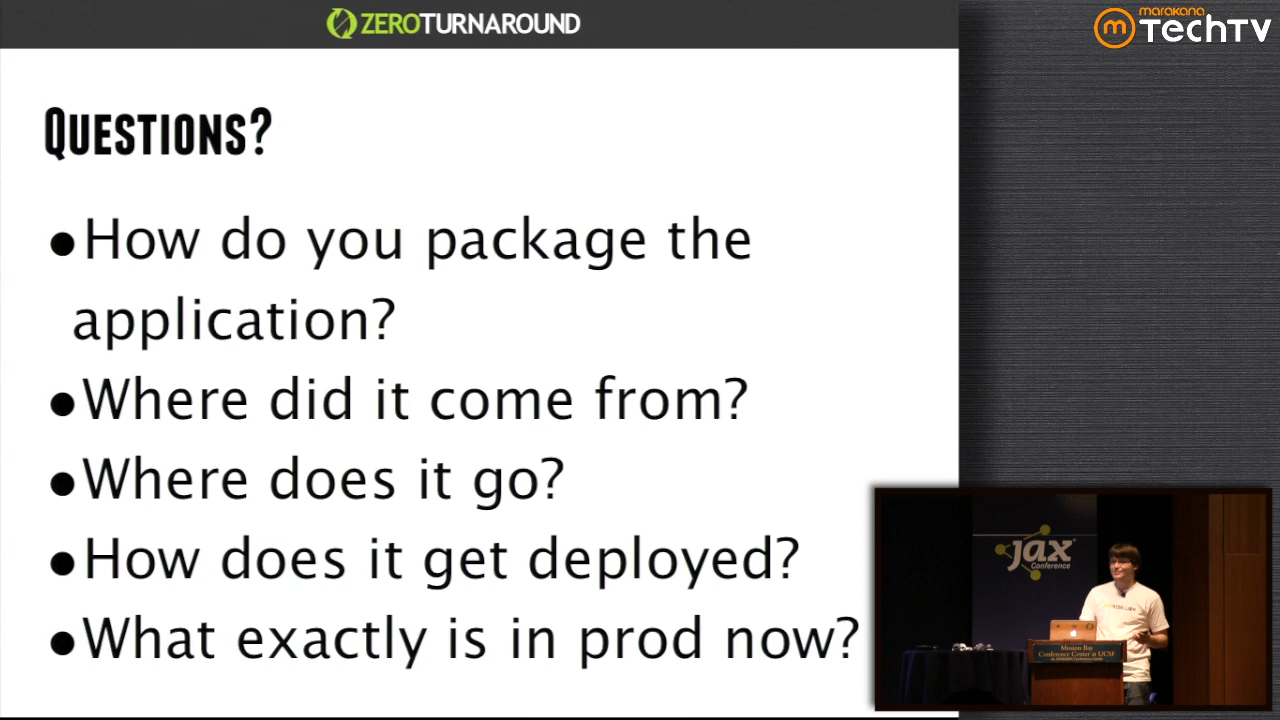 ZEROTURNAROUND
marakana
m TechTV
QUESTIONS?
●How do you package the
application?
●Where did it come from?
●Where does it go?
●How does it get deployed?
●What exactly is in prod now?
jax
Conference
Mission Bay
Conference Center at UCSF